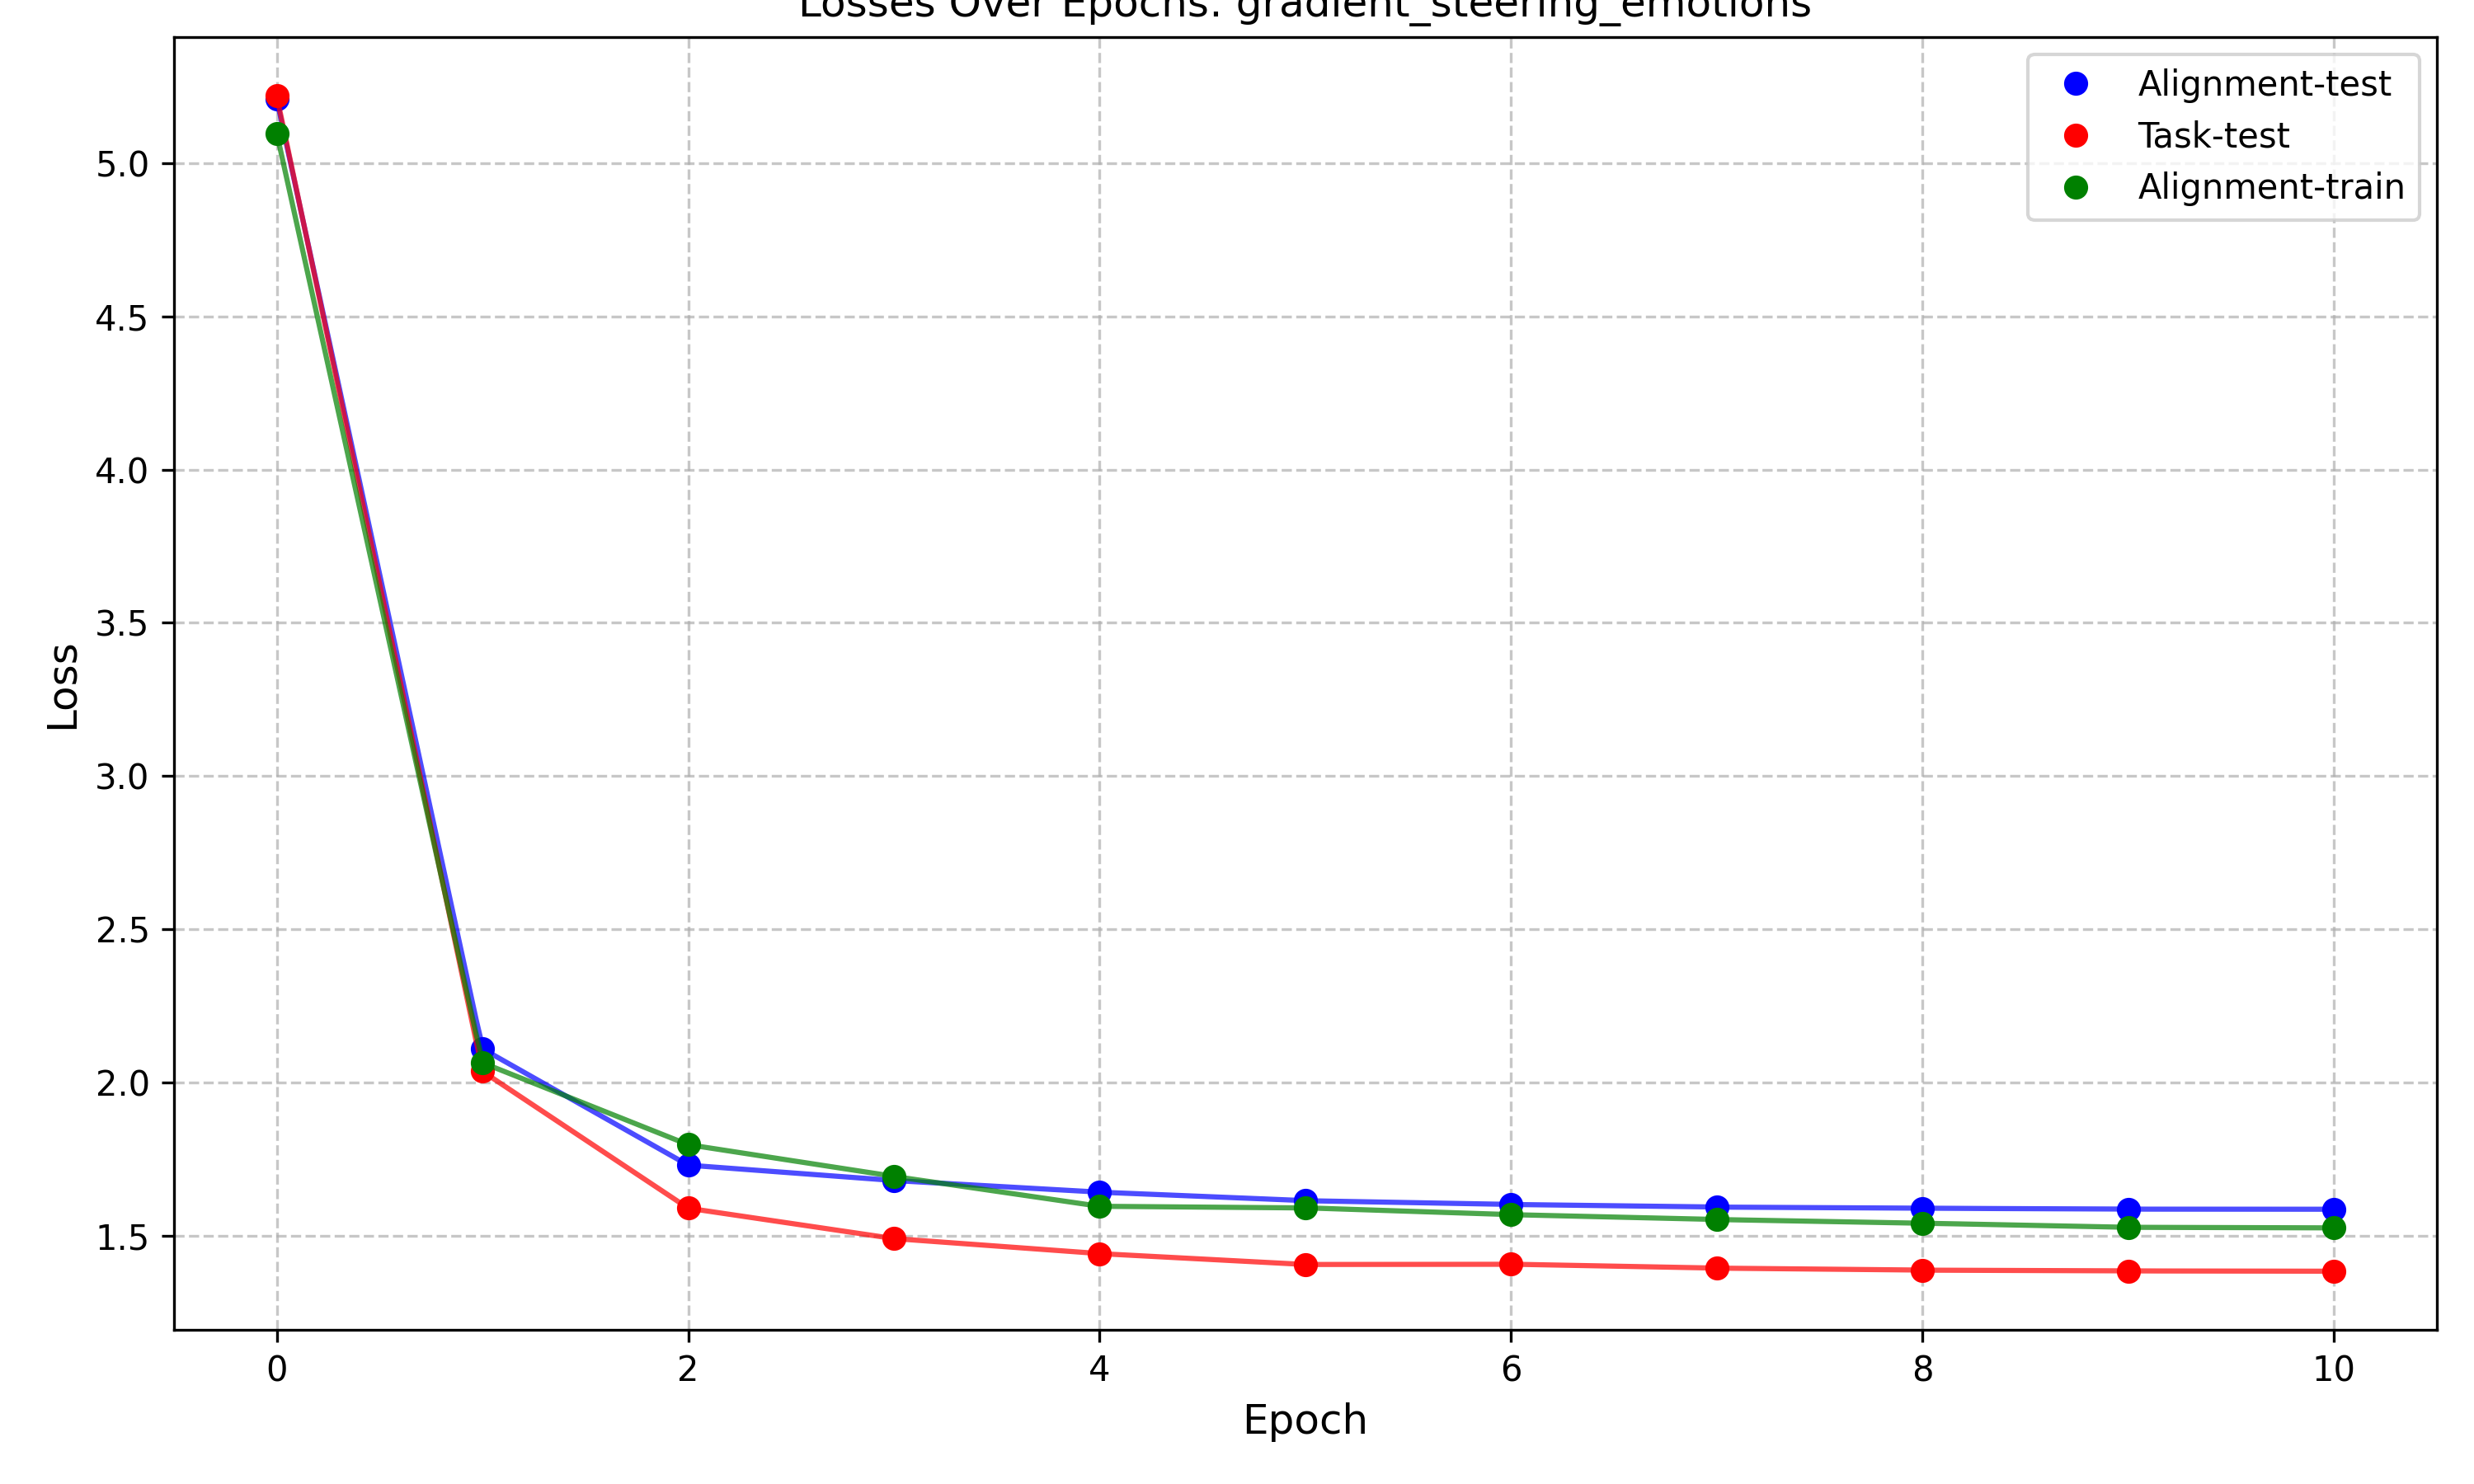 Losses Over Epochs: gradient_steering_emotions
Alignment-test
Task-test
Alignment-train
5.0
4.5
4.0
3.5
3.0
2.5
2.0
1.5
Loss
0 2 4 6 8 10
Epoch